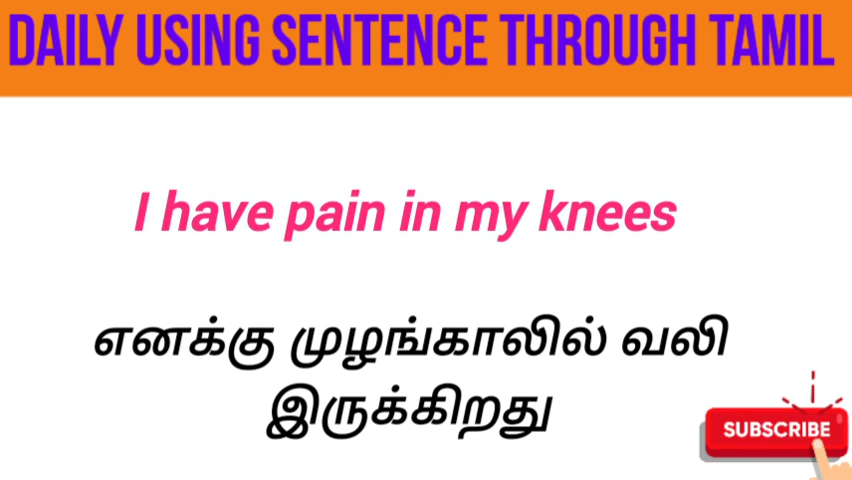 DAILY USING SENTENCE THROUGH TAMIL
I have pain in my knees
எனக்கு முழங்காலில் வலி
இருக்கிறது
SUBSCRIBE